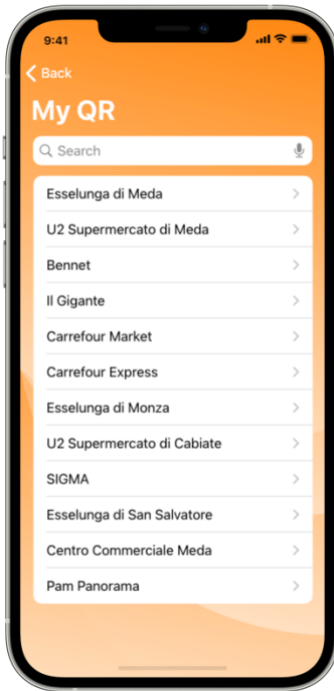 9:41
Back
My QR
Search
Esselunga di Meda
U2 Supermercato di Meda
Bennet
Il Gigante
Carrefour Market
Carrefour Express
Esselunga di Monza
U2 Supermercato di Cabiate
SIGMA
Esselunga di San Salvatore
Centro Commerciale Meda
Pam Panorama